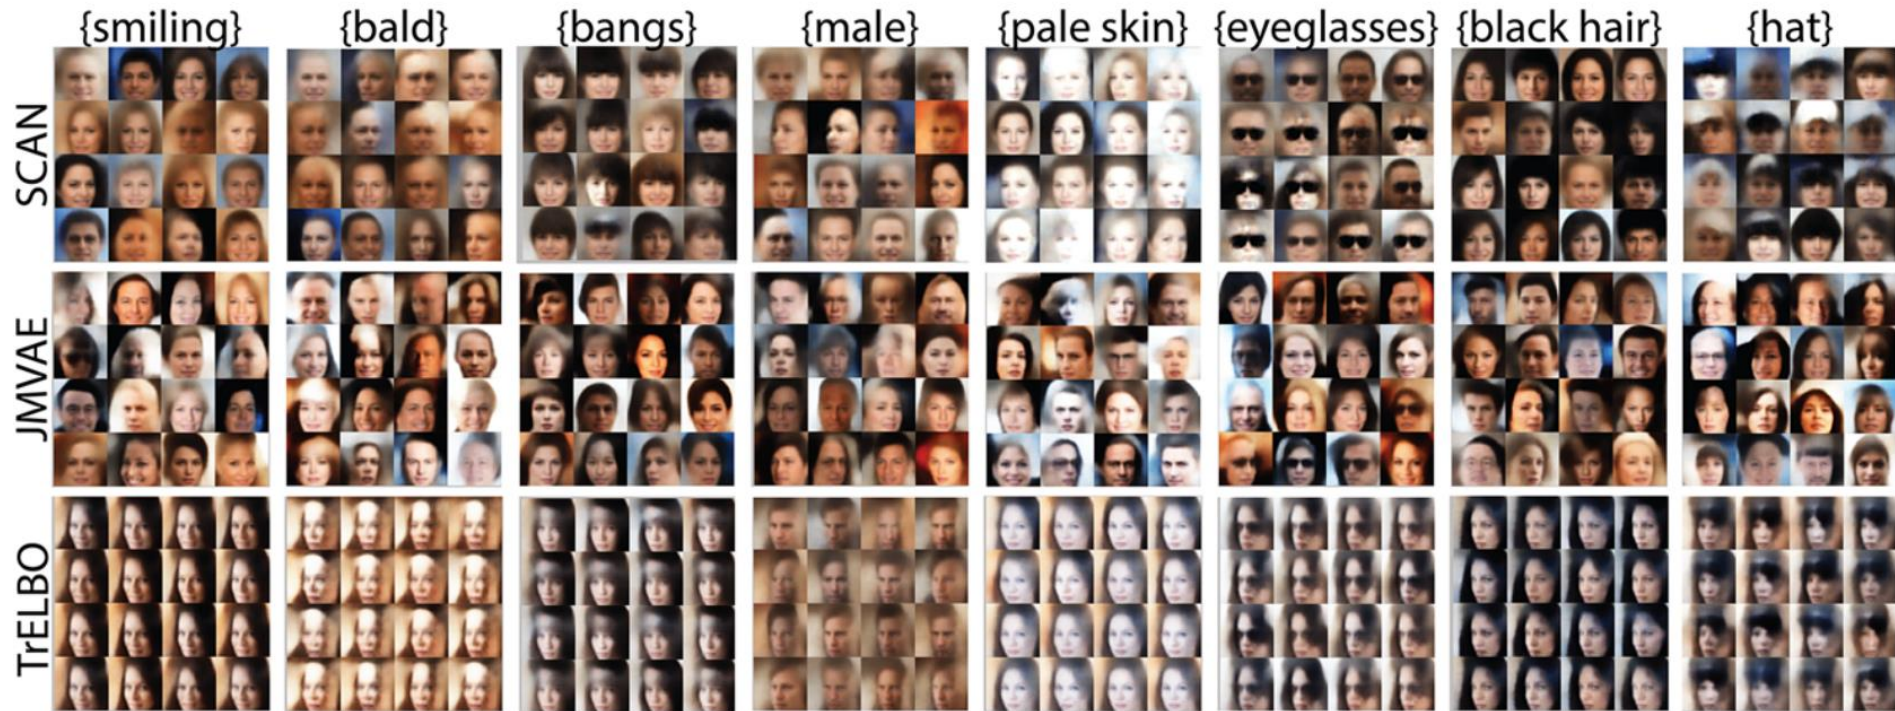 {smiling} {bald} {bangs} {male} {pale skin} {eyeglasses} {black hair} {hat}
SCAN
JMVAE
TrELBO